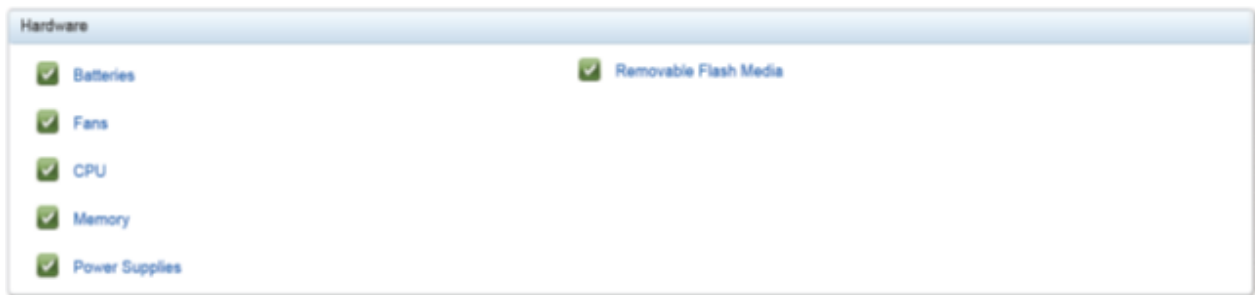 Hardware
Batteries
Fans
CPU
Memory
Power Supplies
Removable Flash Media